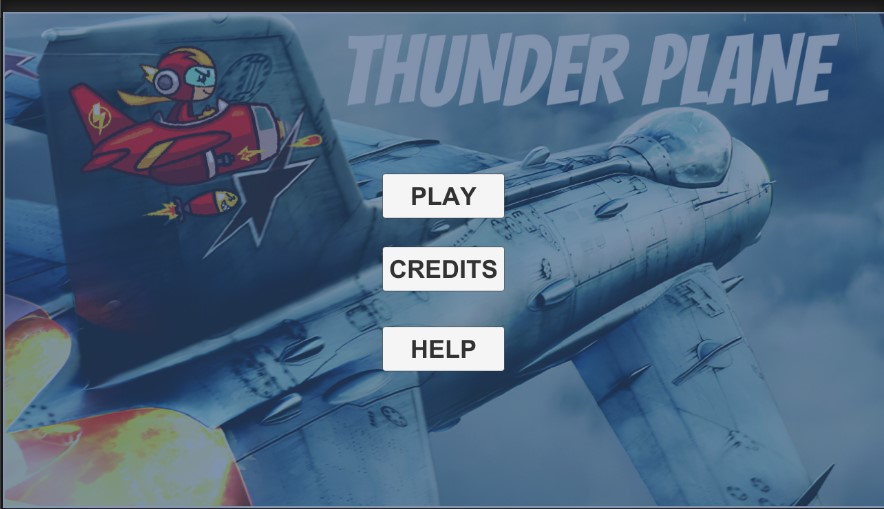 THUNDER PLANE
PLAY
CREDITS
HELP